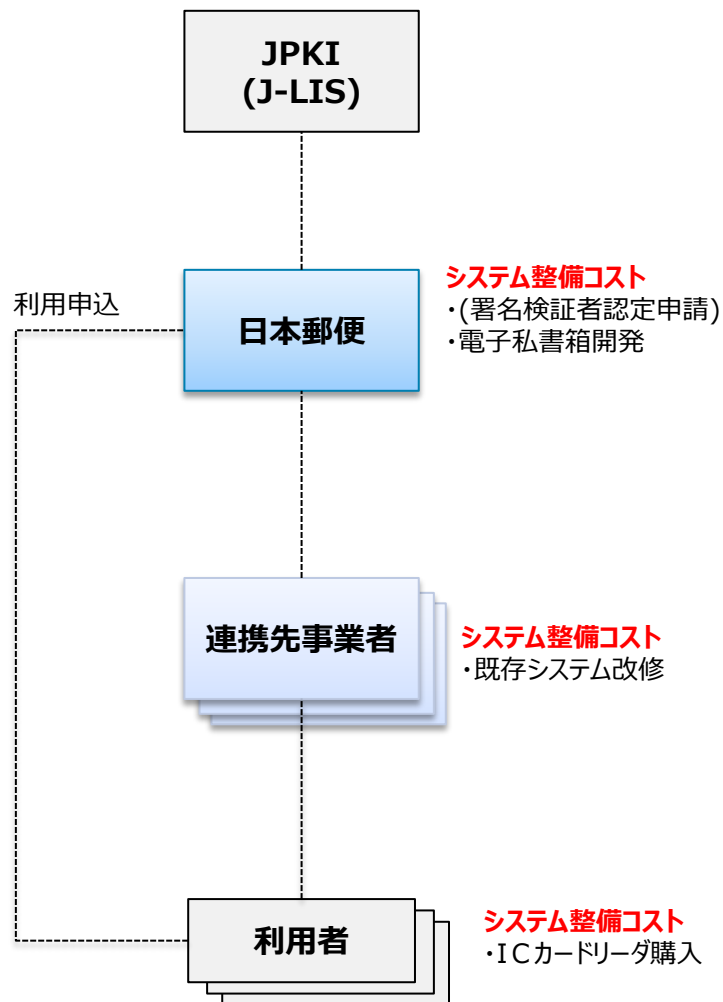 JPKI
(J-LIS)
利用申込
日本郵便
システム整備コスト
・(署名検証者認定申請)
・電子私書箱開発
連携先事業者
システム整備コスト
・既存システム改修
利用者
システム整備コスト
・ＩＣカードリーダ購入